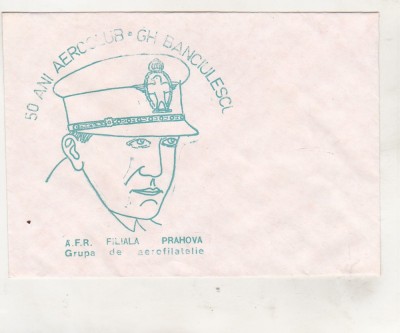 50 ANI AEROCLUB * GH BANCIULESCU
A.F.R. FILIALA PRAHOVA
Grupa de aerofilatelie